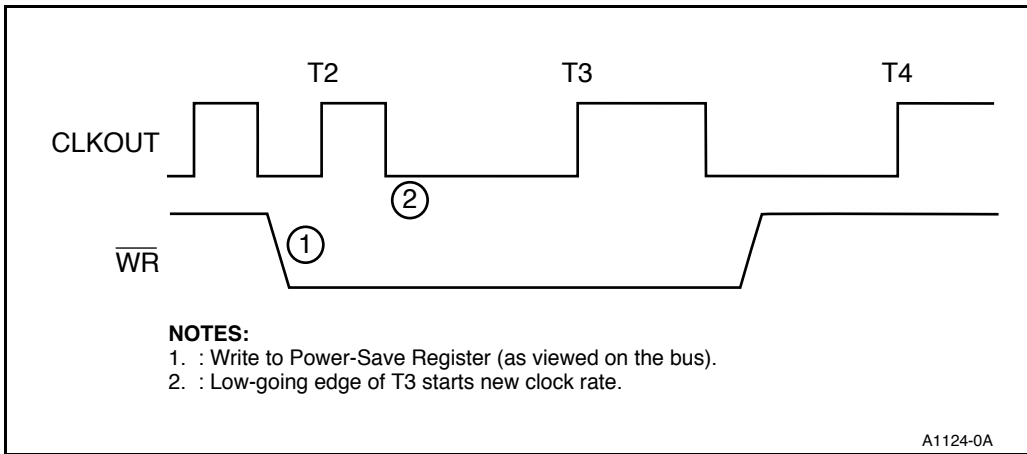 T2 T3 T4
CLKOUT
2
1
WR
NOTES:
1. : Write to Power-Save Register (as viewed on the bus).
2. : Low-going edge of T3 starts new clock rate.
A1124-0A